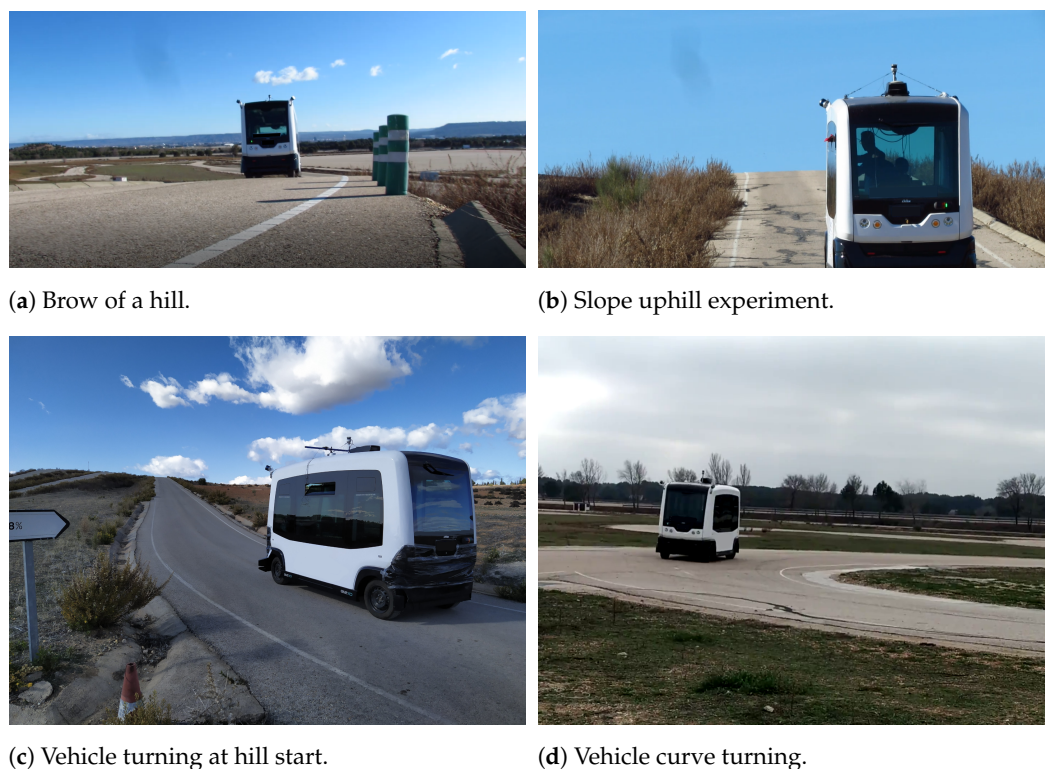 (a) Brow of a hill.
(b) Slope uphill experiment.
8%
(c) Vehicle turning at hill start.
(d) Vehicle curve turning.